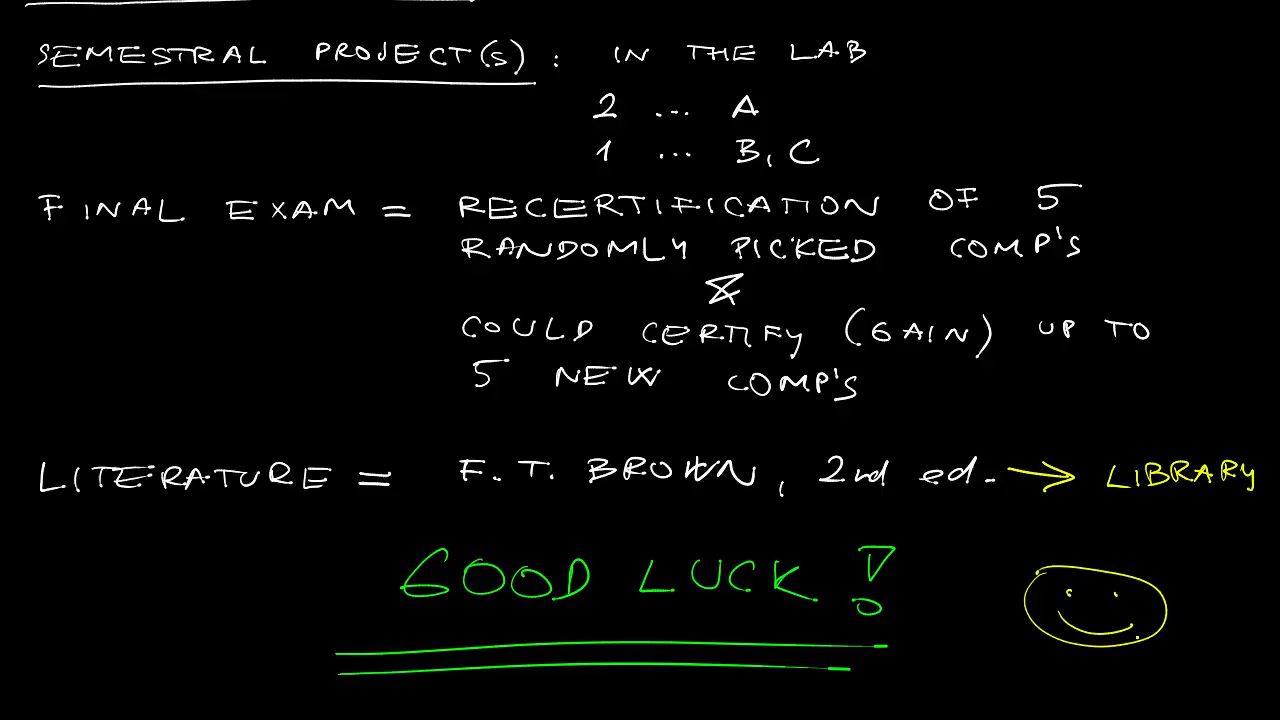 SEMESTRAL PROJECT(S) : IN THE LAB
2 ... A
1 ... B, C
FINAL EXAM = RECERTIFICATION OF 5
RANDOMLY PICKED COMP'S
&
COULD CERTIFY (GAIN) UP TO
5 NEW COMP'S
LITERATURE = F. T. BROWN, 2nd ed. → LIBRARY
GOOD LUCK !